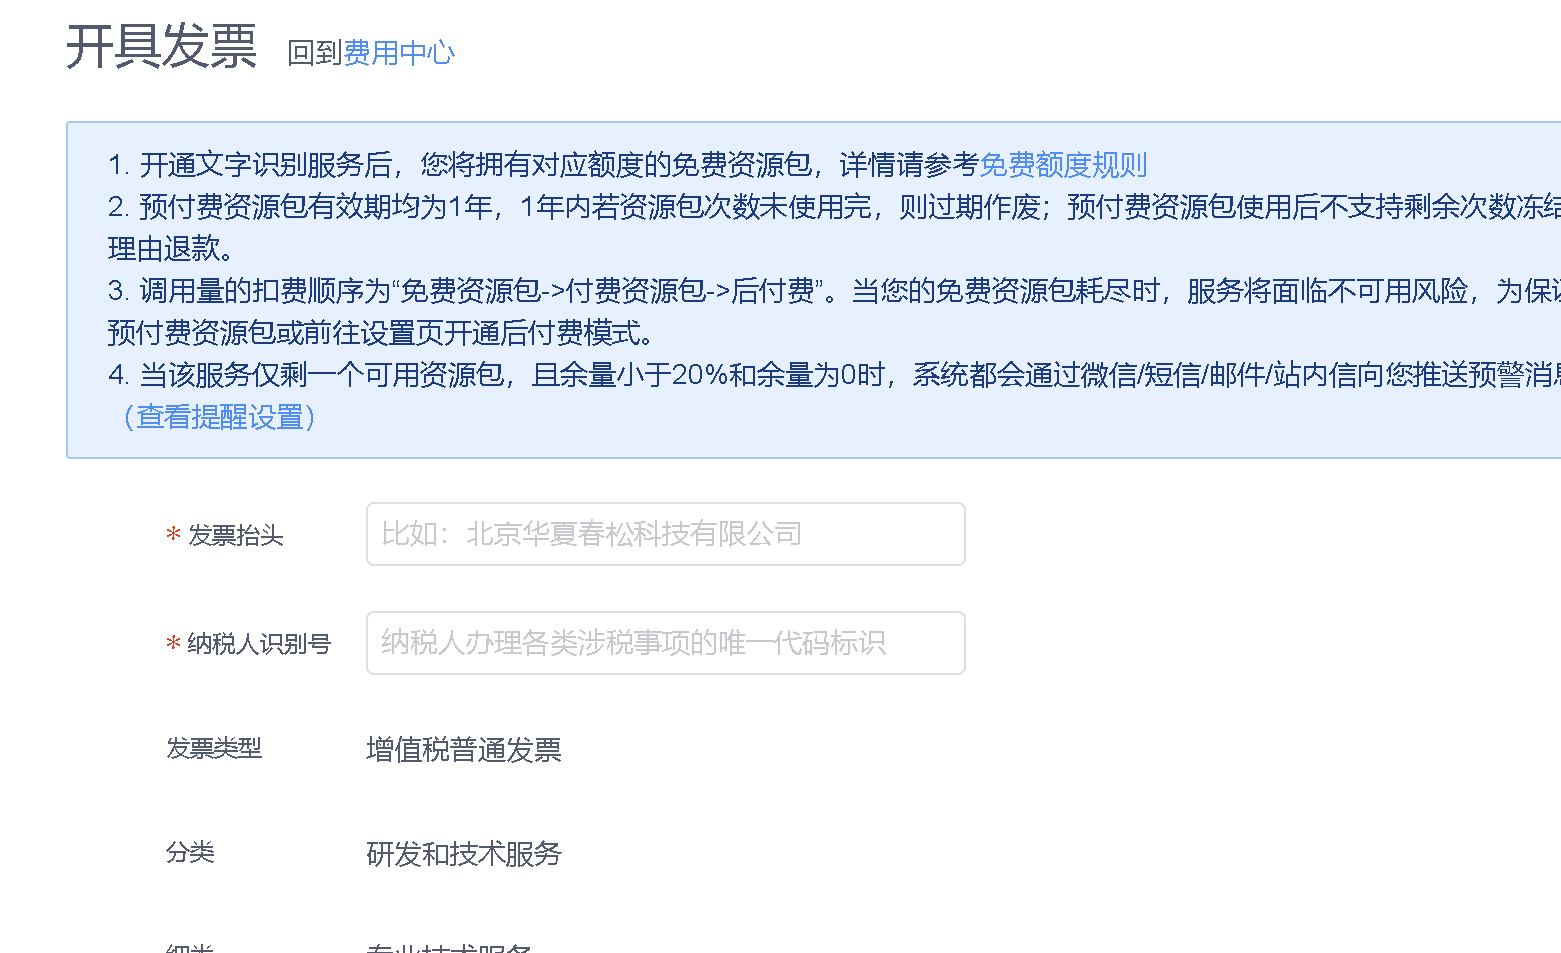 开具发票 回到费用中心
1. 开通文字识别服务后，您将拥有对应额度的免费资源包，详情请参考免费额度规则
2. 预付费资源包有效期均为1年，1年内若资源包次数未使用完，则过期作废；预付费资源包使用后不支持剩余次数冻结
理由退款。
3. 调用量的扣费顺序为“免费资源包->付费资源包->后付费”。当您的免费资源包耗尽时，服务将面临不可用风险，为保证
预付费资源包或前往设置页开通后付费模式。
4. 当该服务仅剩一个可用资源包，且余量小于20%和余量为0时，系统都会通过微信/短信/邮件/站内信向您推送预警消息
（查看提醒设置）
* 发票抬头 比如：北京华夏春松科技有限公司
* 纳税人识别号 纳税人办理各类涉税事项的唯一代码标识
发票类型 增值税普通发票
分类 研发和技术服务
细类 专业技术服务